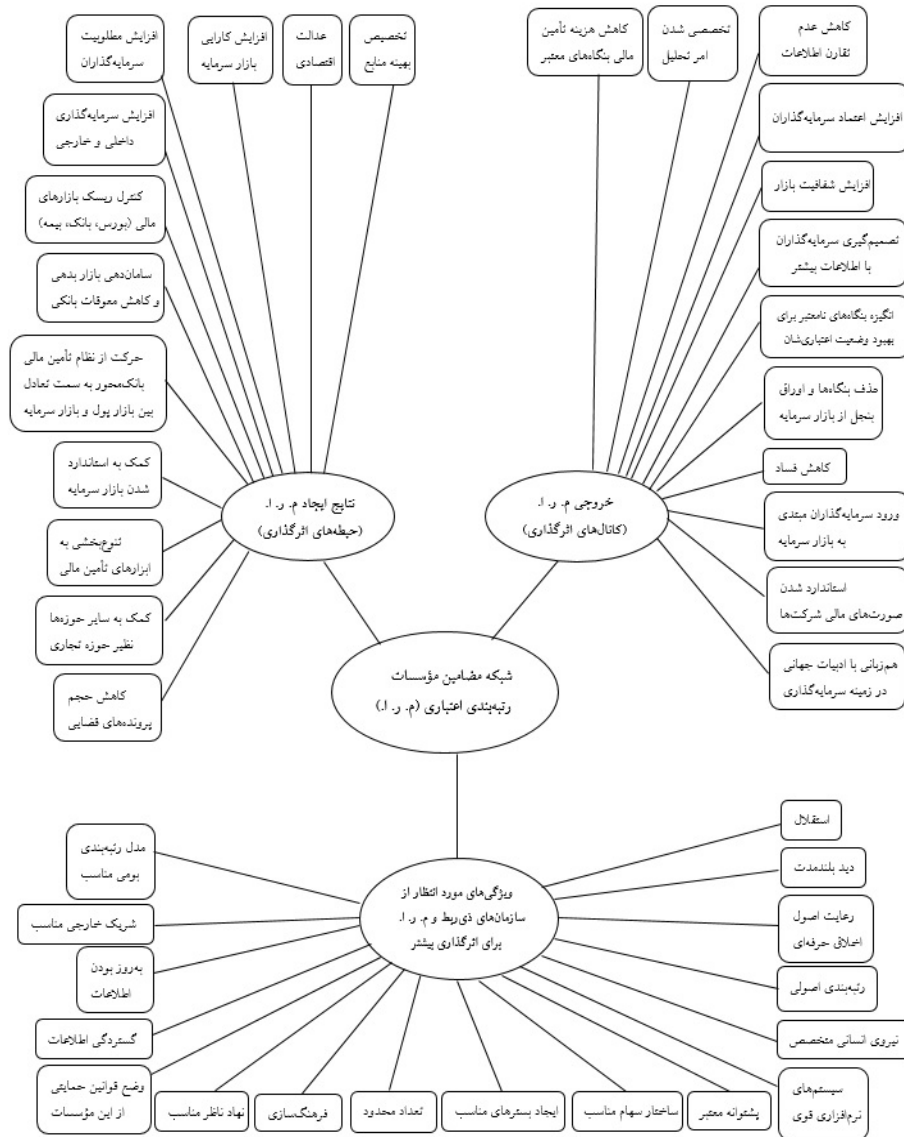 کاهش عدم
تقارن اطلاعات
تخصصی شدن
امر تحلیل
کاهش هزینه تأمین
مالی بنگاه‌های معتبر
تخصیص
بهینه منابع
عدالت
اقتصادی
افزایش کارایی
بازار سرمایه
افزایش مطلوبیت
سرمایه‌گذاران
افزایش اعتماد سرمایه‌گذاران
افزایش شفافیت بازار
تصمیم‌گیری سرمایه‌گذاران
با اطلاعات بیشتر
انگیزه بنگاه‌های نامعتبر برای
بهبود وضعیت اعتباری‌شان
حذف بنگاه‌ها و اوراق
بنجل از بازار سرمایه
کاهش فساد
ورود سرمایه‌گذاران مبتدی
به بازار سرمایه
استاندارد شدن
صورت‌های مالی شرکت‌ها
هم‌زبانی با ادبیات جهانی
در زمینه سرمایه‌گذاری
خروجی م. ر. ا.
(کانال‌های اثرگذاری)
افزایش سرمایه‌گذاری
داخلی و خارجی
کنترل ریسک بازارهای
مالی (بورس، بانک، بیمه)
سامان‌دهی بازار بدهی
و کاهش معوقات بانکی
حرکت از نظام تأمین مالی
بانک‌محور به سمت تعادل
بین بازار پول و بازار سرمایه
کمک به استاندارد
شدن بازار سرمایه
تنوع‌بخشی به
ابزارهای تأمین مالی
کمک به سایر حوزه‌ها
نظیر حوزه تجاری
کاهش حجم
پرونده‌های قضایی
نتایج ایجاد م. ر. ا.
(حیطه‌های اثرگذاری)
شبکه مضامین مؤسسات
رتبه‌بندی اعتباری (م. ر. ا.)
ویژگی‌های مورد انتظار از
سازمان‌های ذی‌ربط و م. ر. ا.
برای اثرگذاری بیشتر
استقلال
دید بلندمدت
رعایت اصول
اخلاق حرفه‌ای
رتبه‌بندی اصولی
نیروی انسانی متخصص
سیستم‌های
نرم‌افزاری قوی
پشتوانه معتبر
ساختار سهام مناسب
ایجاد بسترهای مناسب
تعداد محدود
فرهنگ‌سازی
نهاد ناظر مناسب
وضع قوانین حمایتی
از این مؤسسات
گستردگی اطلاعات
به‌روز بودن
اطلاعات
شریک خارجی مناسب
مدل رتبه‌بندی
بومی مناسب